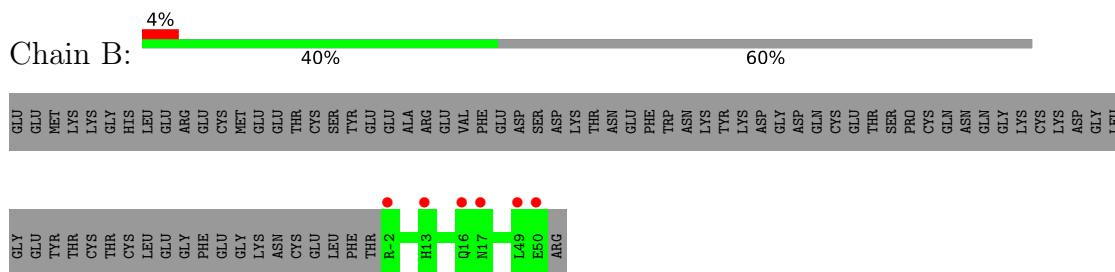 4%
Chain B:
40% 60%
GLU GLU MET LYS LYS GLY HIS LEU GLU ARG GLU CYS MET GLU GLU THR CYS SER TYR GLU GLU ALA ARG GLU VAL PHE GLU ASP SER ASP LYS THR ASN GLU PHE TRP ASN LYS TYR LYS ASP GLY ASP GLN CYS GLU THR SER PRO CYS GLN ASN GLN GLY LYS CYS LYS ASP GLY LEU
GLY GLU TYR THR CYS THR CYS LEU GLU GLY PHE GLU GLY LYS ASN CYS GLU LEU PHE THR R-2 H13 Q16 N17 L49 E50 ARG